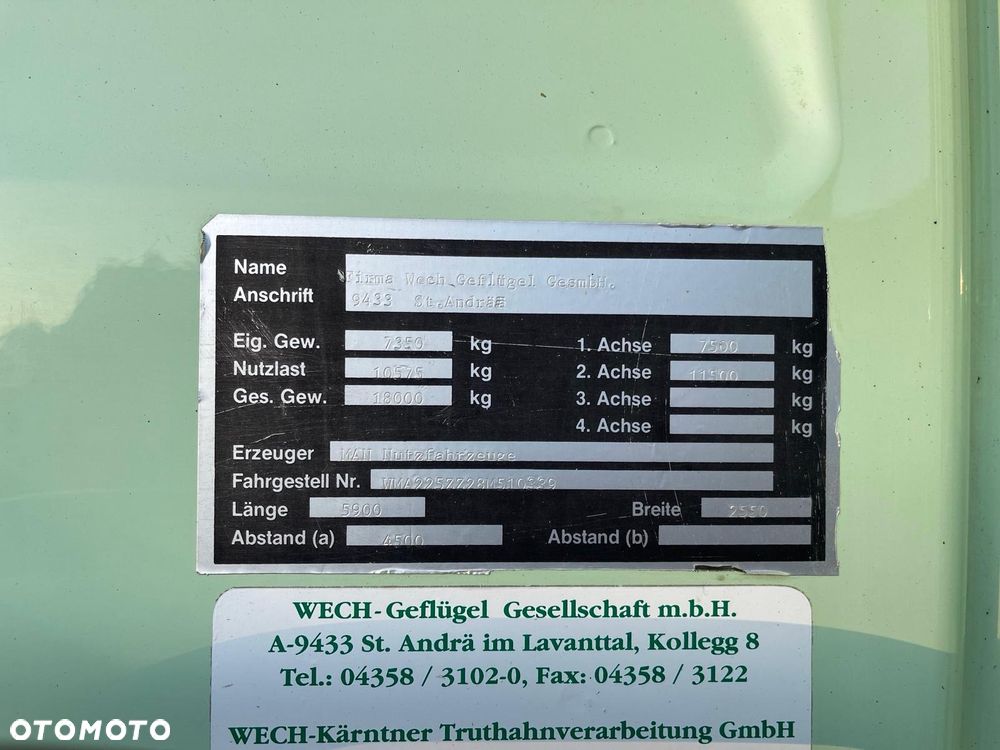 Name Firma Wech Geflügel GesmbH.
Anschrift 9433 St.Andrää
Eig. Gew. 7350 kg 1. Achse 7500 kg
Nutzlast 10575 kg 2. Achse 11500 kg
Ges. Gew. 18000 kg 3. Achse kg
4. Achse kg
Erzeuger MAN Nutzfahrzeuge
Fahrgestell Nr.
Länge 5900 Breite 2550
Abstand (a) 4500 Abstand (b)
WECH-Geflügel Gesellschaft m.b.H.
A-9433 St. Andrä im Lavanttal, Kollegg 8
Tel.: 04358 / 3102-0, Fax: 04358 / 3122
WECH-Kärntner Truthahnverarbeitung GmbH
OTOMOTO